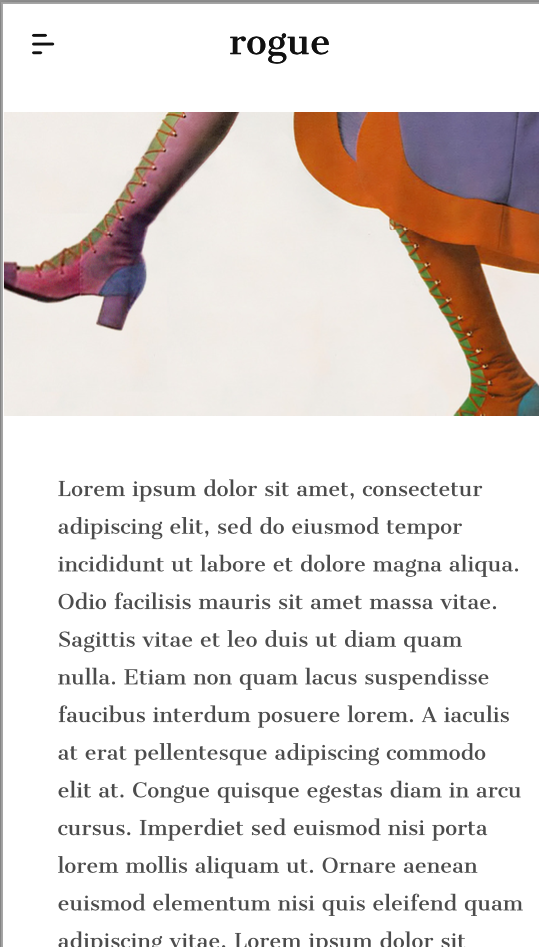 rogue
Lorem ipsum dolor sit amet, consectetur
adipiscing elit, sed do eiusmod tempor
incididunt ut labore et dolore magna aliqua.
Odio facilisis mauris sit amet massa vitae.
Sagittis vitae et leo duis ut diam quam
nulla. Etiam non quam lacus suspendisse
faucibus interdum posuere lorem. A iaculis
at erat pellentesque adipiscing commodo
elit at. Congue quisque egestas diam in arcu
cursus. Imperdiet sed euismod nisi porta
lorem mollis aliquam ut. Ornare aenean
euismod elementum nisi quis eleifend quam
adipiscing vitae. Lorem ipsum dolor sit